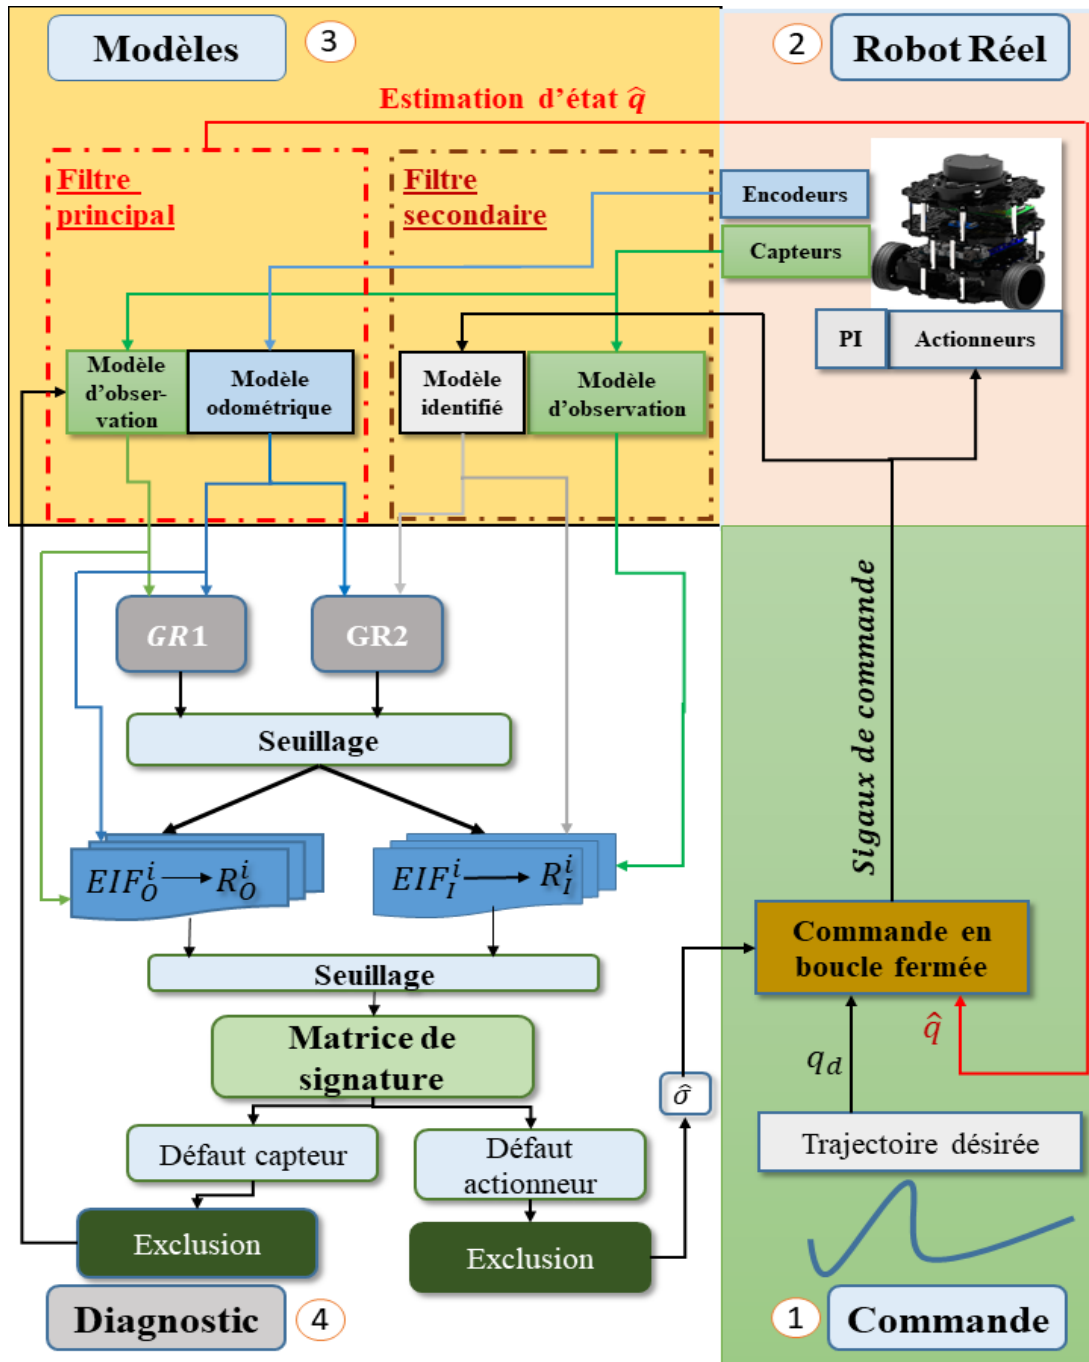 Modèles
3
2
Robot Réel
Estimation d'état q̂
Filtre
principal
Filtre
secondaire
Encodeurs
Capteurs
PI
Actionneurs
Modèle
d'obser-
vation
Modèle
odométrique
Modèle
identifié
Modèle
d'observation
GR1
GR2
Seuillage
Sigaux de commande
EIF_O^i → R_O^i
EIF_I^i → R_I^i
Commande en
boucle fermée
Seuillage
Matrice de
signature
q̂
q_d
σ̂
Défaut capteur
Défaut
actionneur
Trajectoire désirée
Exclusion
Exclusion
Diagnostic
4
1
Commande